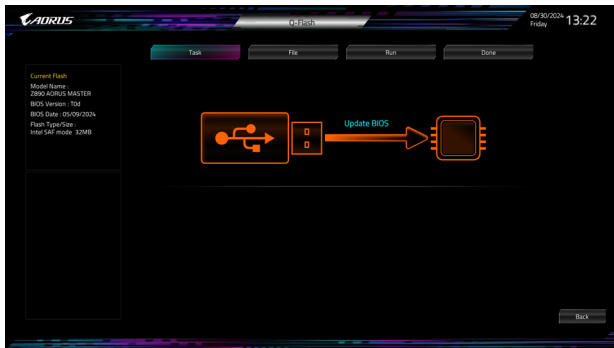 AORUS
Q-Flash
08/30/2024
Friday
13:22
Task
File
Run
Done
Current Flash
Model Name :
Z890 AORUS MASTER
BIOS Version : T0d
BIOS Date : 05/09/2024
Flash Type/Size :
Intel SAF mode 32MB
Update BIOS
Back